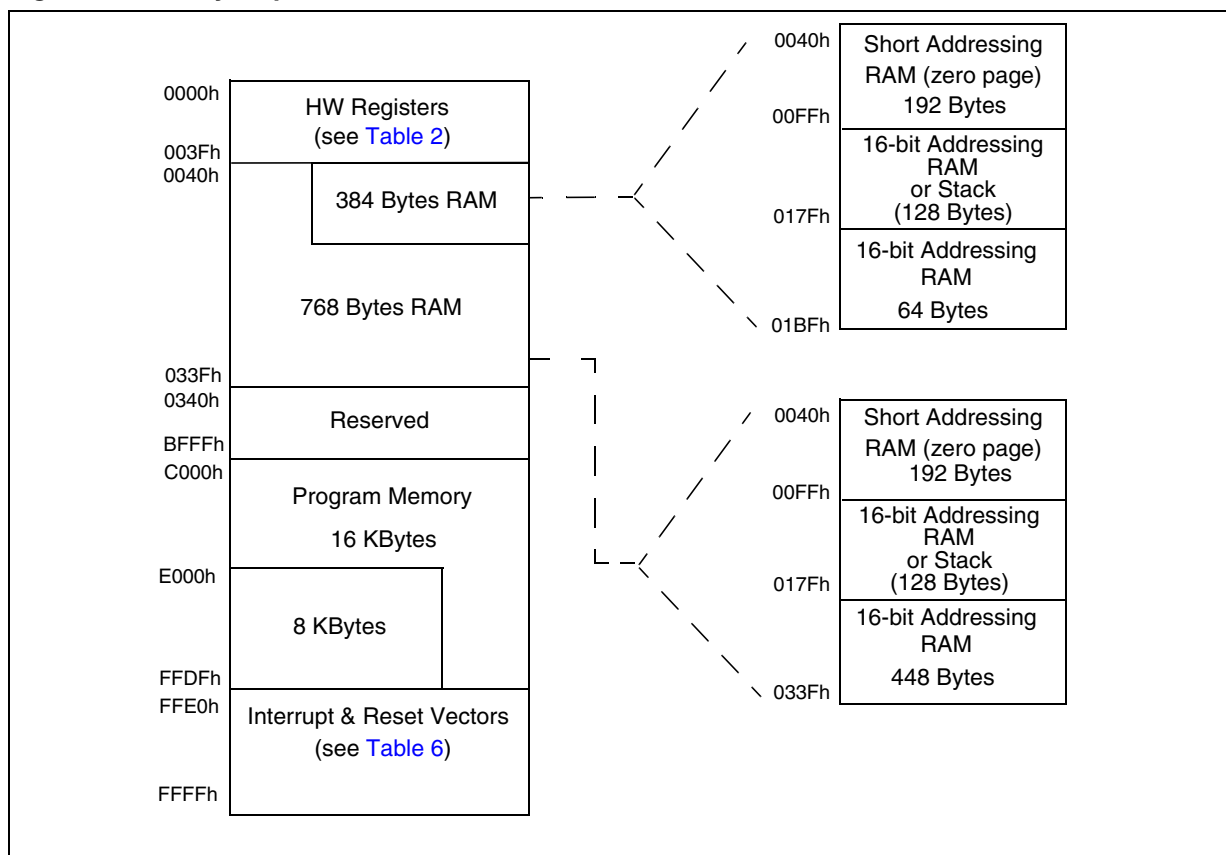 0000h
HW Registers
(see Table 2)
003Fh
0040h
384 Bytes RAM
768 Bytes RAM
033Fh
0340h
Reserved
BFFFh
C000h
Program Memory
16 KBytes
E000h
8 KBytes
FFDFh
FFE0h
Interrupt & Reset Vectors
(see Table 6)
FFFFh
0040h
Short Addressing
RAM (zero page)
192 Bytes
00FFh
16-bit Addressing
RAM
or Stack
(128 Bytes)
017Fh
16-bit Addressing
RAM
64 Bytes
01BFh
0040h
Short Addressing
RAM (zero page)
192 Bytes
00FFh
16-bit Addressing
RAM
or Stack
(128 Bytes)
017Fh
16-bit Addressing
RAM
448 Bytes
033Fh